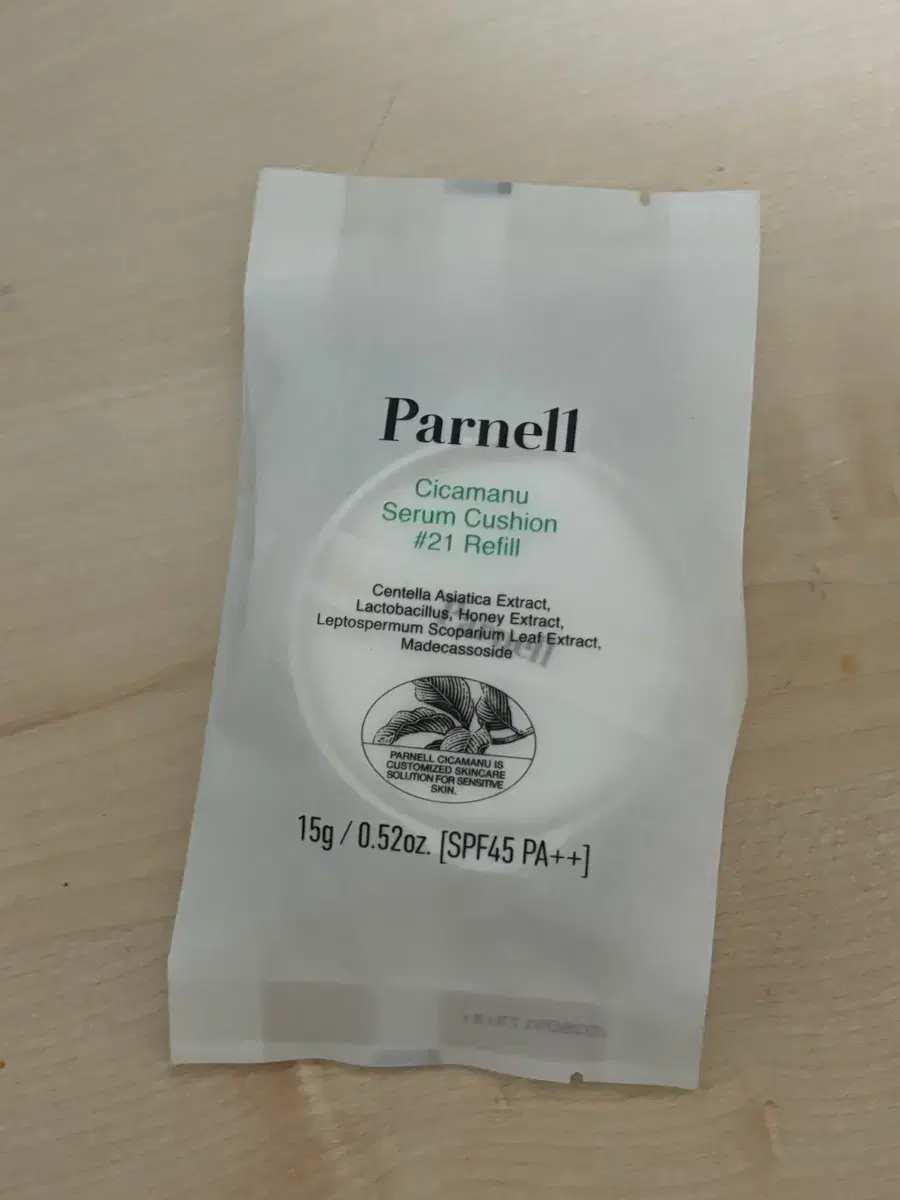 Parnell
Cicamanu
Serum Cushion
#21 Refill
Centella Asiatica Extract,
Lactobacillus, Honey Extract,
Leptospermum Scoparium Leaf Extract,
Madecassoside
Parnell
PARNELL CICAMANU IS
CUSTOMIZED SKINCARE
SOLUTION FOR SENSITIVE
SKIN.
15g / 0.52oz. [SPF45 PA++]